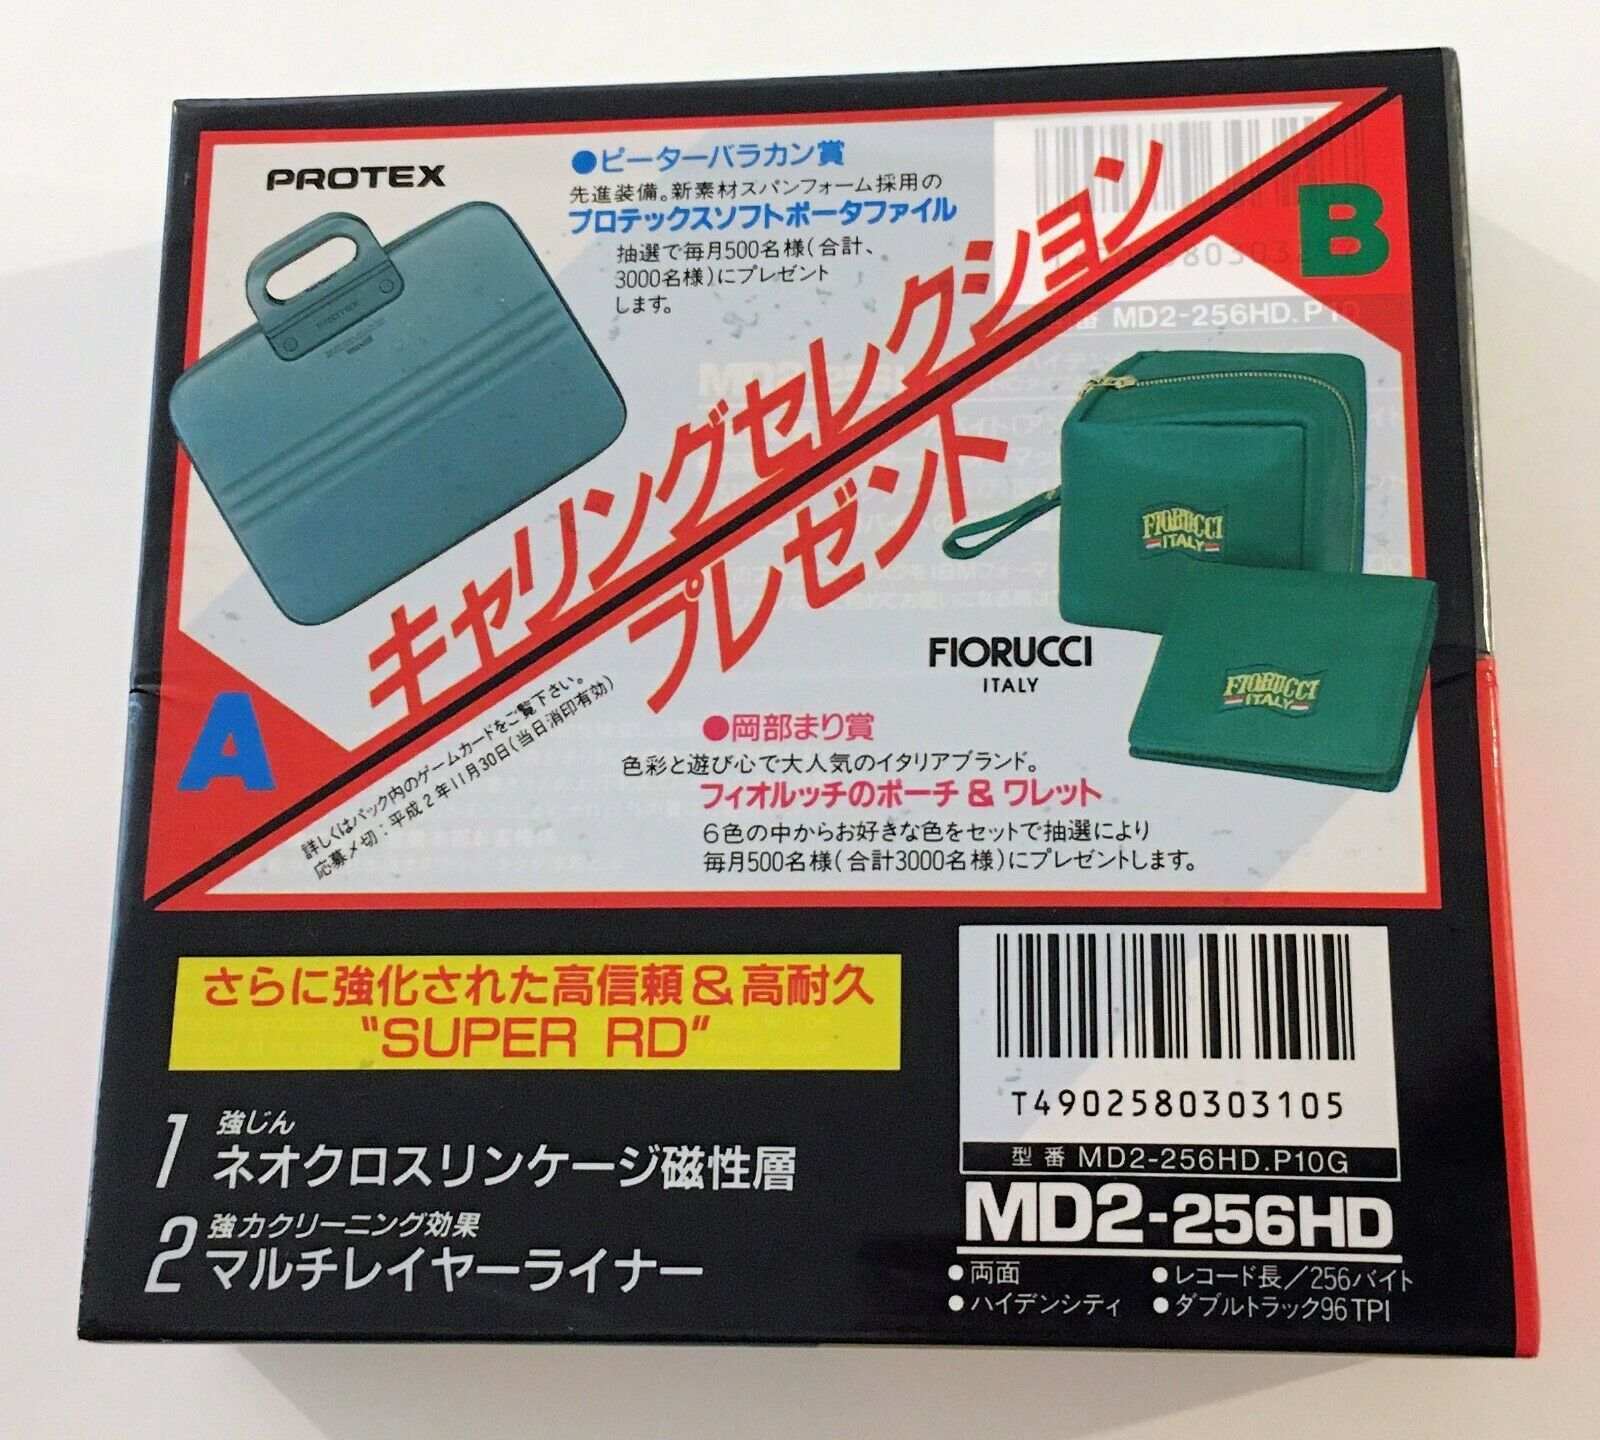 PROTEX
●ピーターバラカン賞
先進装備。新素材スパンフォーム採用の
プロテックスソフトポータファイル
抽選で毎月500名様(合計、
3000名様)にプレゼント
します。
PROTEX
B
キャリングセレクション
プレゼント
A
詳しくはパック内のゲームカードをご覧下さい。
応募〆切:平成2年11月30日(当日消印有効)
FIORUCCI
ITALY
FIORUCCI
ITALY
FIORUCCI
ITALY
●岡部まり賞
色彩と遊び心で大人気のイタリアブランド。
フィオルッチのポーチ&ワレット
6色の中からお好きな色をセットで抽選により
毎月500名様(合計3000名様)にプレゼントします。
型番 MD2-256HD.P10
さらに強化された高信頼&高耐久
"SUPER RD"
1 強じん
ネオクロスリンケージ磁性層
2 強力クリーニング効果
マルチレイヤーライナー
T4902580303105
型番 MD2-256HD.P10G
MD2-256HD
●両面 ●レコード長/256バイト
●ハイデンシティ ●ダブルトラック96TPI